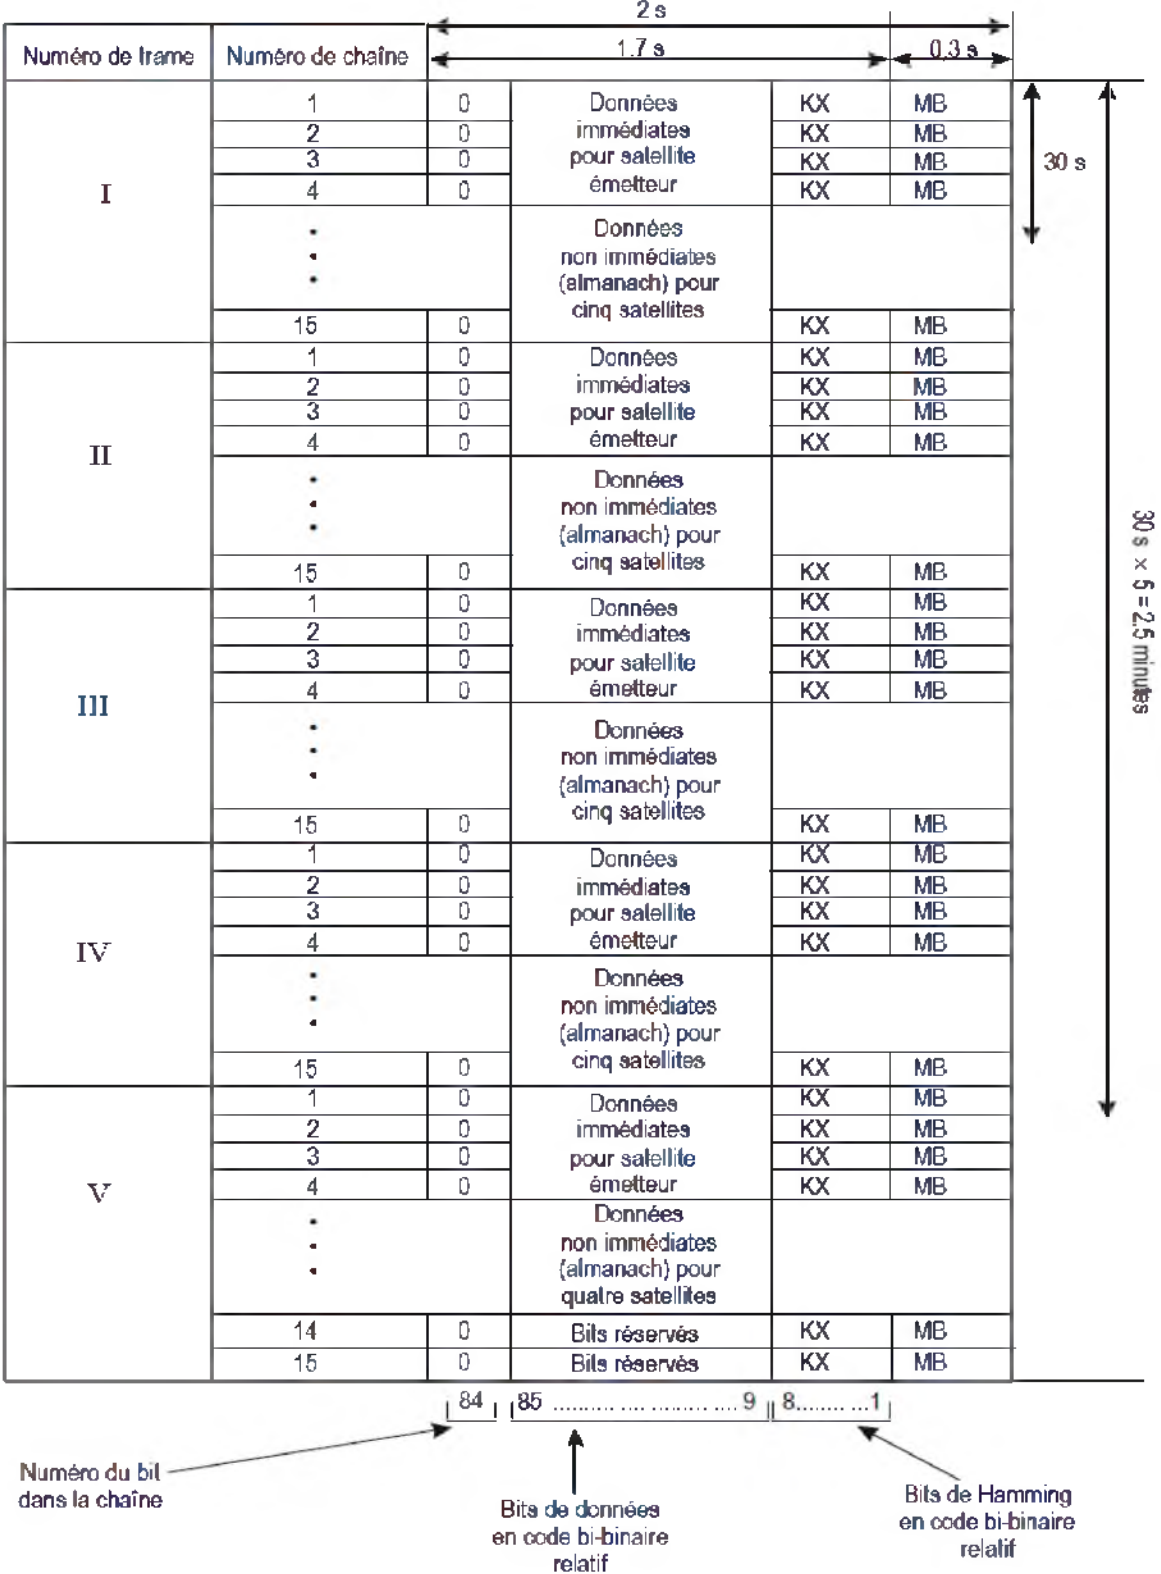 2 s
Numéro de frame Numéro de chaîne 1.7 s 0,3 s
1 0 Données KX MB
2 0 immédiates KX MB
3 0 pour satellite KX MB
30 s
I 4 0 émetteur KX MB
Données
non immédiates
(almanach) pour
cinq satellites
15 0 KX MB
1 0 Données KX MB
2 0 immédiates KX MB
3 0 pour satellite KX MB
II 4 0 émetteur KX MB
Données
non immédiates
(almanach) pour
cinq satellites
15 0 KX MB
30 s × 5 = 2,5 minutes
1 0 Données KX MB
2 0 immédiates KX MB
3 0 pour satellite KX MB
III 4 0 émetteur KX MB
Données
non immédiates
(almanach) pour
cinq satellites
15 0 KX MB
1 0 Données KX MB
2 0 immédiates KX MB
3 0 pour satellite KX MB
IV 4 0 émetteur KX MB
Données
non immédiates
(almanach) pour
cinq satellites
15 0 KX MB
1 0 Données KX MB
2 0 immédiates KX MB
3 0 pour satellite KX MB
V 4 0 émetteur KX MB
Données
non immédiates
(almanach) pour
quatre satellites
14 0 Bits réservés KX MB
15 0 Bits réservés KX MB
84 85 ........................ 9 8........ ...1
Numéro du bit
dans la chaîne
Bits de données
en code bi-binaire
relatif
Bits de Hamming
en code bi-binaire
relatif